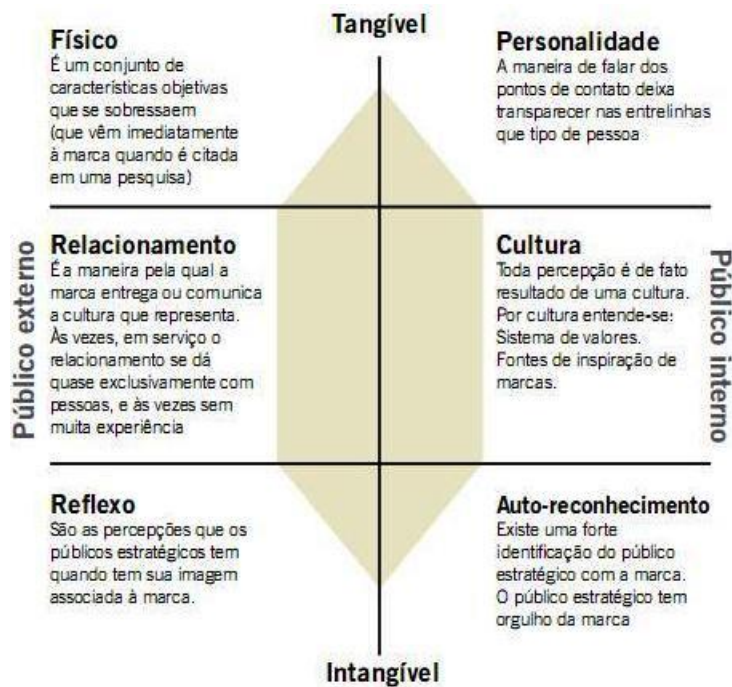 Tangível
Físico
É um conjunto de
características objetivas
que se sobressaem
(que vêm imediatamente
à marca quando é citada
em uma pesquisa)
Personalidade
A maneira de falar dos
pontos de contato deixa
transparecer nas entrelinhas
que tipo de pessoa
Público externo
Relacionamento
É a maneira pela qual a
marca entrega ou comunica
a cultura que representa.
Às vezes, em serviço o
relacionamento se dá
quase exclusivamente com
pessoas, e às vezes sem
muita experiência
Cultura
Toda percepção é de fato
resultado de uma cultura.
Por cultura entende-se:
Sistema de valores.
Fontes de inspiração de
marcas.
Público interno
Reflexo
São as percepções que os
públicos estratégicos tem
quando tem sua imagem
associada à marca.
Auto-reconhecimento
Existe uma forte
identificação do público
estratégico com a marca.
O público estratégico tem
orgulho da marca
Intangível